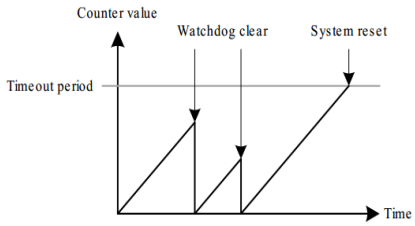 Counter value
Watchdog clear
System reset
Timeout period
Time